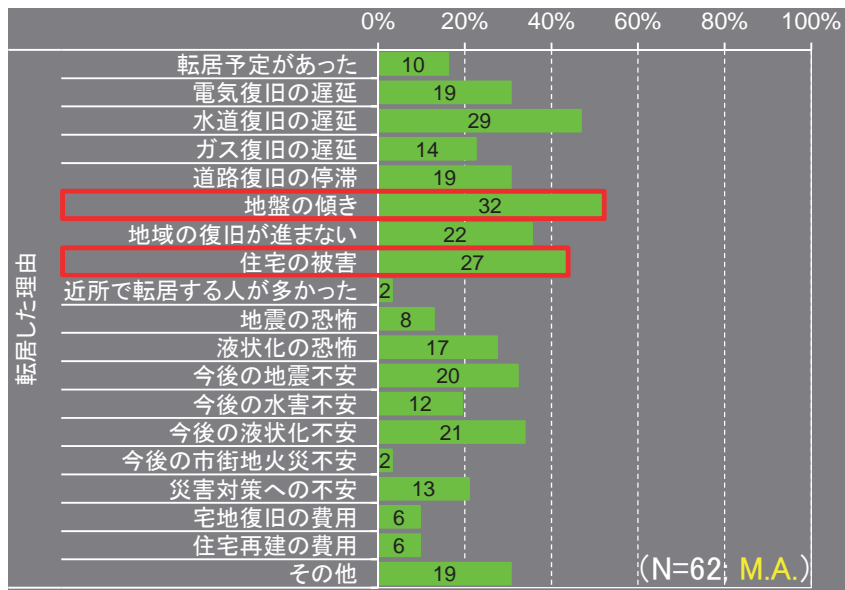 0% 20% 40% 60% 80% 100%
転居した理由
転居予定があった 10
電気復旧の遅延 19
水道復旧の遅延 29
ガス復旧の遅延 14
道路復旧の停滞 19
地盤の傾き 32
地域の復旧が進まない 22
住宅の被害 27
近所で転居する人が多かった 2
地震の恐怖 8
液状化の恐怖 17
今後の地震不安 20
今後の水害不安 12
今後の液状化不安 21
今後の市街地火災不安 2
災害対策への不安 13
宅地復旧の費用 6
住宅再建の費用 6
その他 19
(N=62; M.A.)